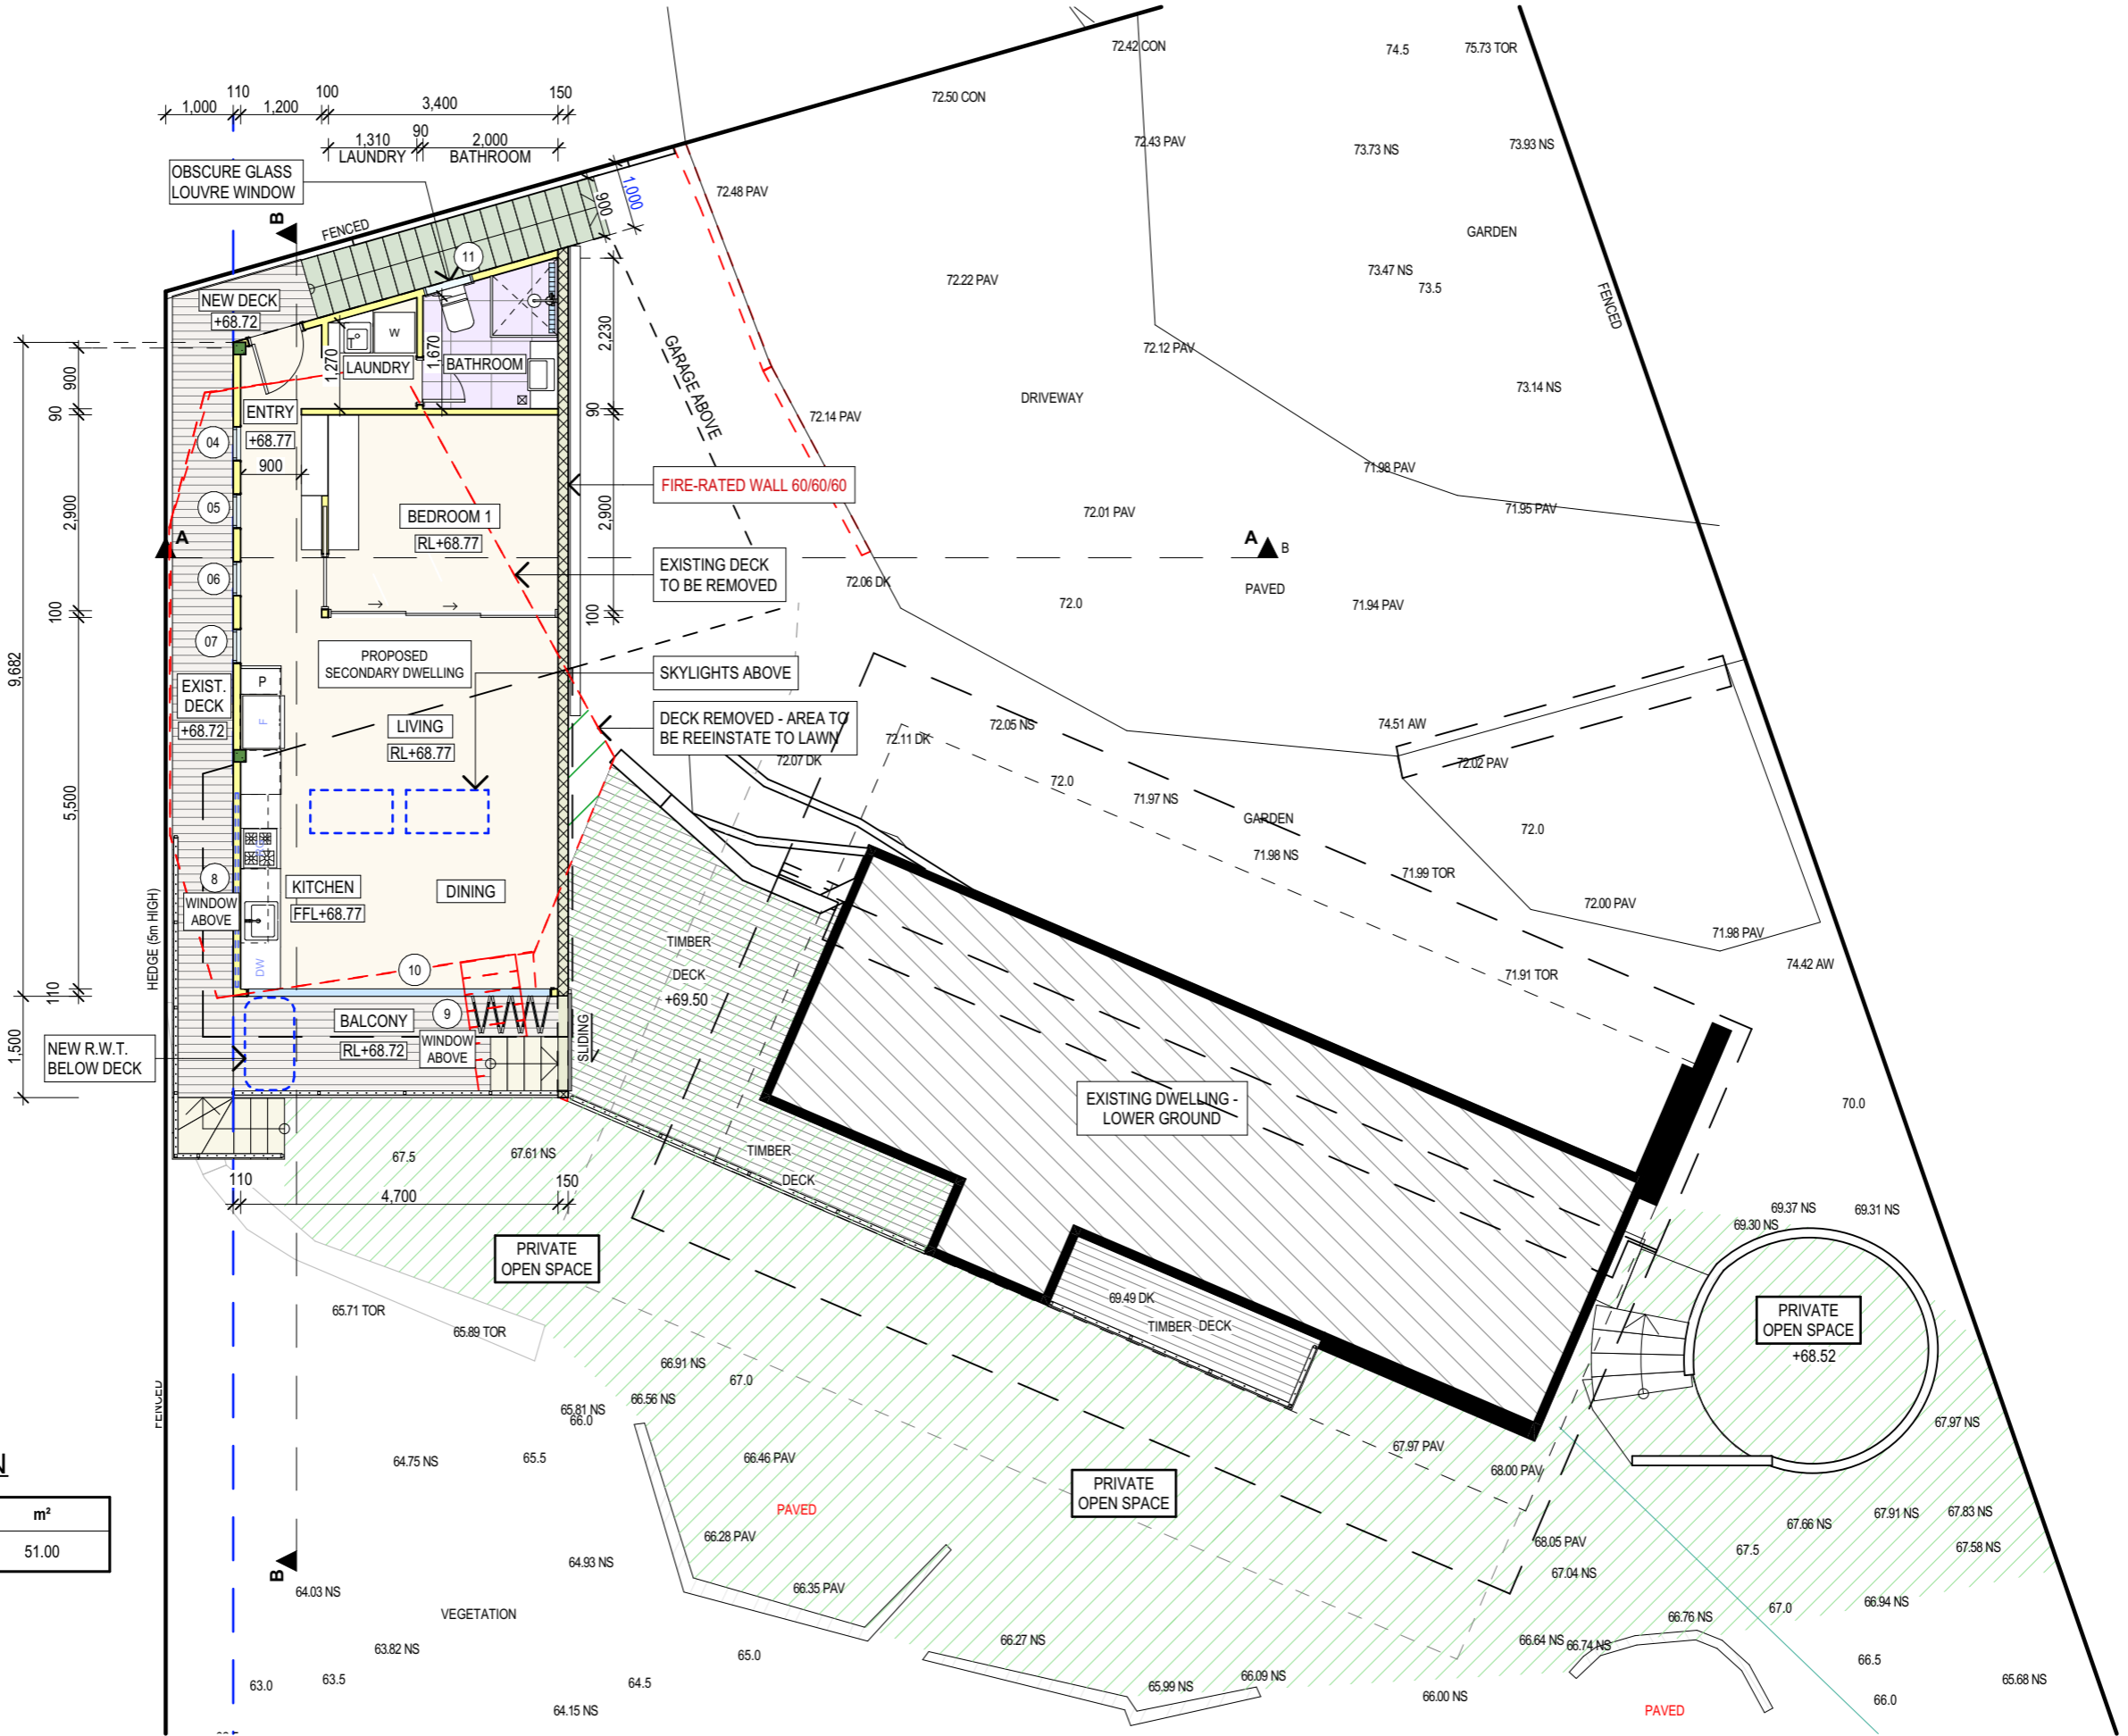 72.42 CON
74.5
75.73 TOR
110
100
150
1,000
1,200
3,400
72.50 CON
90
1,310
2,000
LAUNDRY
BATHROOM
72.43 PAV
73.73 NS
73.93 NS
OBSCURE GLASS
LOUVRE WINDOW
1,000
900
72.48 PAV
B
FENCED
GARDEN
11
72.22 PAV
73.47 NS
73.5
FENCED
NEW DECK
+68.72
W
T
2,230
1,270
1,670
LAUNDRY
BATHROOM
GARAGE ABOVE
72.12 PAV
900
90
ENTRY
+68.77
90
DRIVEWAY
73.14 NS
72.14 PAV
04
900
FIRE-RATED WALL 60/60/60
71.98 PAV
9,682
2,900
05
BEDROOM 1
RL+68.77
2,900
72.01 PAV
71.95 PAV
A
A
B
EXISTING DECK
TO BE REMOVED
06
72.06 DK
PAVED
100
100
72.0
71.94 PAV
07
PROPOSED
SECONDARY DWELLING
SKYLIGHTS ABOVE
EXIST.
DECK
+68.72
P
F
LIVING
RL+68.77
DECK REMOVED - AREA TO
BE REEINSTATE TO LAWN
72.05 NS
74.51 AW
72.11 DK
72.07 DK
72.02 PAV
72.0
71.97 NS
5,500
GARDEN
72.0
71.98 NS
8
WINDOW
ABOVE
KITCHEN
FFL+68.77
DINING
71.99 TOR
72.00 PAV
HEDGE (5m HIGH)
71.98 PAV
TIMBER
DECK
+69.50
DW
10
71.91 TOR
74.42 AW
110
1,500
BALCONY
RL+68.72
9
WINDOW
ABOVE
SLIDING
NEW R.W.T.
BELOW DECK
EXISTING DWELLING -
LOWER GROUND
70.0
67.5
67.61 NS
TIMBER
DECK
110
4,700
150
69.37 NS
69.31 NS
69.30 NS
PRIVATE
OPEN SPACE
69.49 DK
TIMBER DECK
PRIVATE
OPEN SPACE
+68.52
65.71 TOR
65.89 TOR
66.91 NS
67.0
66.56 NS
65.81 NS
66.0
FENCED
67.97 NS
67.97 PAV
64.75 NS
65.5
66.46 PAV
68.00 PAV
PRIVATE
OPEN SPACE
N
m²
51.00
PAVED
66.28 PAV
67.91 NS
67.83 NS
67.66 NS
68.05 PAV
67.5
67.58 NS
64.93 NS
67.04 NS
B
64.03 NS
66.35 PAV
VEGETATION
66.94 NS
67.0
66.76 NS
63.82 NS
66.27 NS
66.64 NS
66.74 NS
65.0
66.5
63.0
63.5
64.5
65.99 NS
66.09 NS
66.00 NS
65.68 NS
66.0
64.15 NS
PAVED